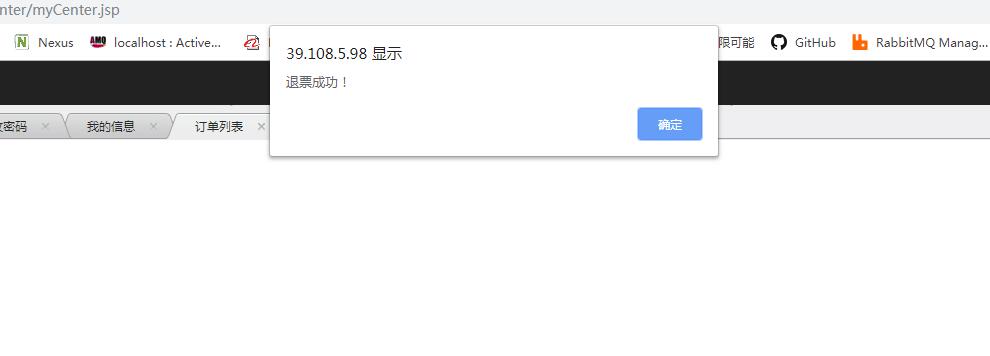 nter/myCenter.jsp
Nexus
localhost : Active...
限可能
GitHub
RabbitMQ Manag...
39.108.5.98 显示
退票成功！
确定
密码
我的信息
订单列表